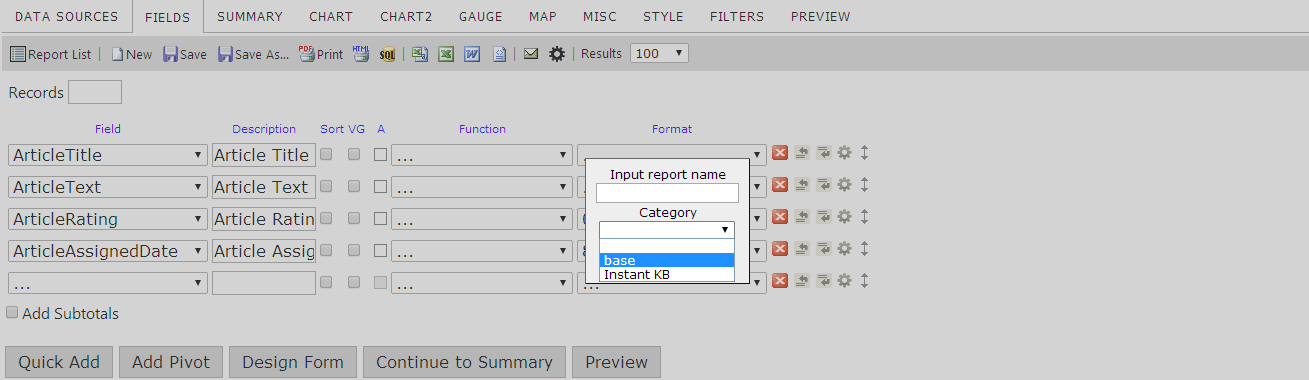 DATA SOURCES FIELDS SUMMARY CHART CHART2 GAUGE MAP MISC STYLE FILTERS PREVIEW
Report List New Save Save As... PDF Print HTML SQL Results 100
Records
Field Description Sort VG A Function Format
ArticleTitle Article Title ...
ArticleText Article Text ...
ArticleRating Article Ratin ...
ArticleAssignedDate Article Assig ...
... ... ...
Input report name
Category
base
Instant KB
Add Subtotals
Quick Add Add Pivot Design Form Continue to Summary Preview